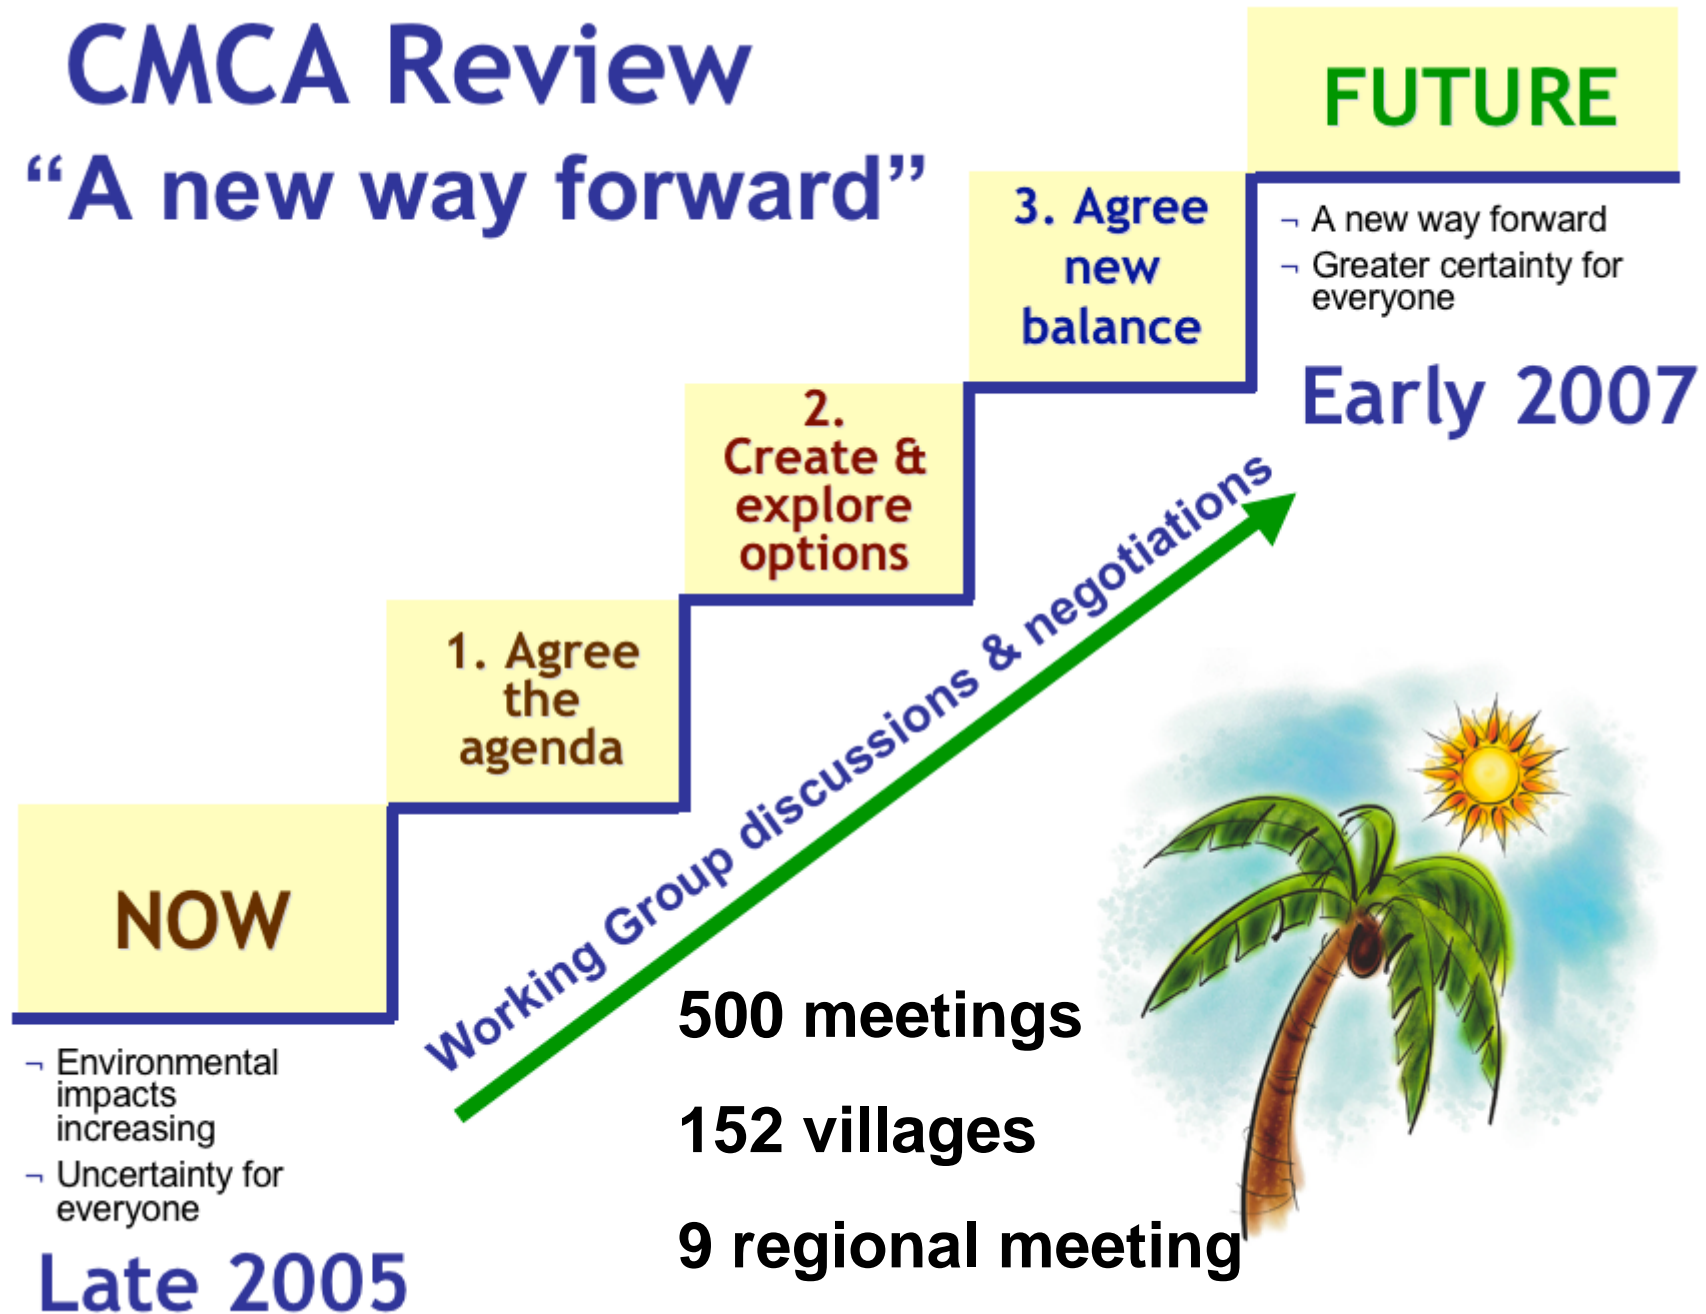 CMCA Review
“A new way forward”
FUTURE
¬ A new way forward
¬ Greater certainty for
everyone
Early 2007
3. Agree
new
balance
2.
Create &
explore
options
1. Agree
the
agenda
NOW
¬ Environmental
impacts
increasing
¬ Uncertainty for
everyone
Late 2005
Working Group discussions & negotiations
500 meetings
152 villages
9 regional meeting